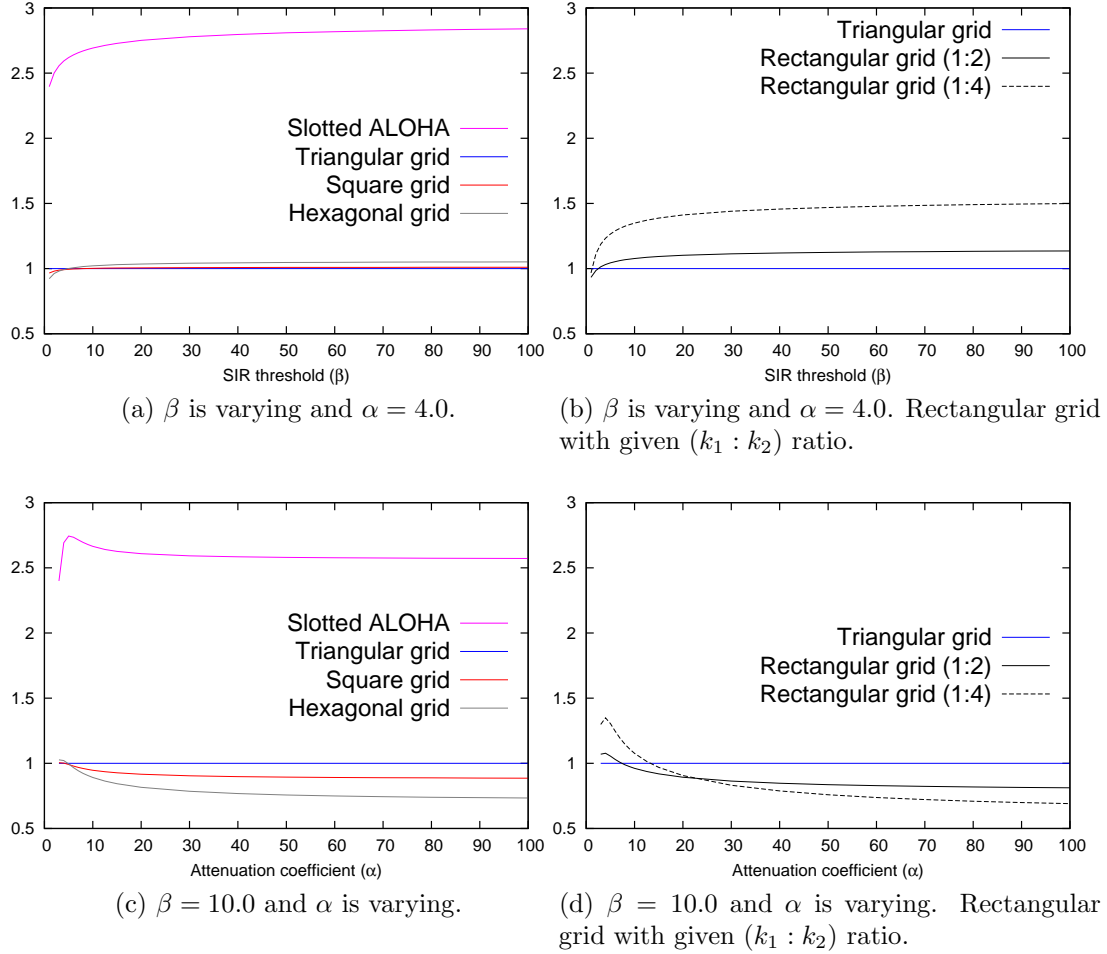 3
2.5
2
1.5
1
0.5
0 10 20 30 40 50 60 70 80 90 100
SIR threshold (β)
Slotted ALOHA
Triangular grid
Square grid
Hexagonal grid
(a) β is varying and α = 4.0.
3
2.5
2
1.5
1
0.5
0 10 20 30 40 50 60 70 80 90 100
SIR threshold (β)
Triangular grid
Rectangular grid (1:2)
Rectangular grid (1:4)
(b) β is varying and α = 4.0. Rectangular grid
with given (k₁ : k₂) ratio.
3
2.5
2
1.5
1
0.5
0 10 20 30 40 50 60 70 80 90 100
Attenuation coefficient (α)
Slotted ALOHA
Triangular grid
Square grid
Hexagonal grid
(c) β = 10.0 and α is varying.
3
2.5
2
1.5
1
0.5
0 10 20 30 40 50 60 70 80 90 100
Attenuation coefficient (α)
Triangular grid
Rectangular grid (1:2)
Rectangular grid (1:4)
(d) β = 10.0 and α is varying. Rectangular
grid with given (k₁ : k₂) ratio.